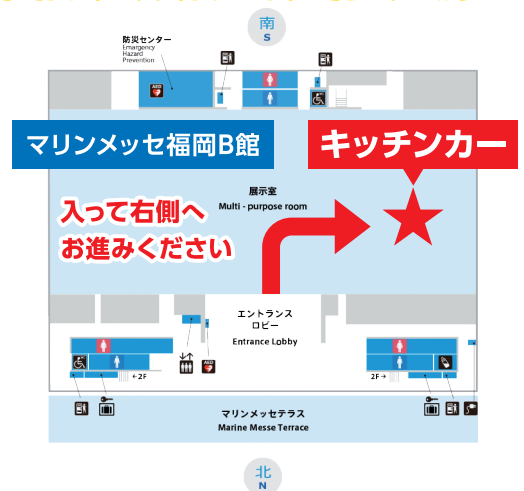 南
S
防災センター
Emergency
Hazard
Prevention
AED
マリンメッセ福岡B館
キッチンカー
展示室
Multi - purpose room
入って右側へ
お進みください
エントランス
ロビー
Entrance Lobby
AED
←2F
2F→
マリンメッセテラス
Marine Messe Terrace
北
N